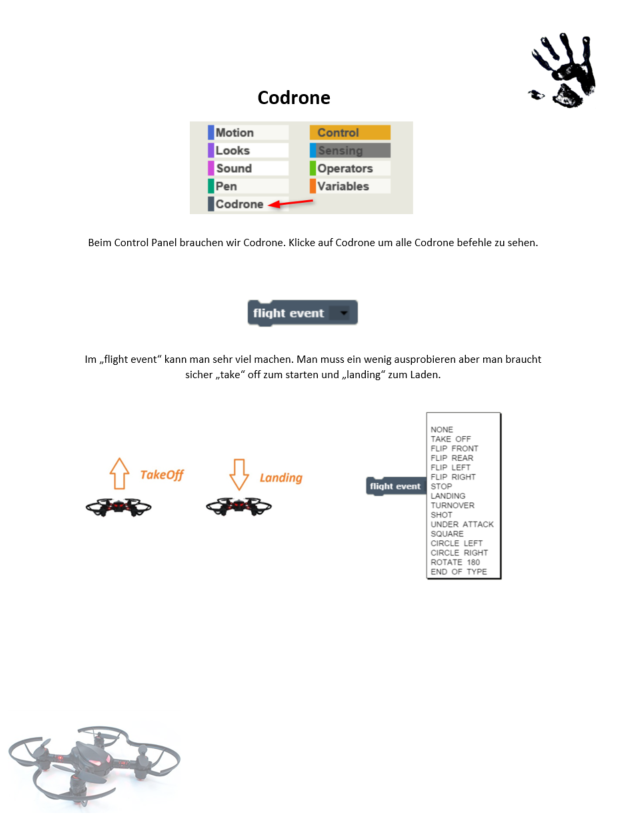 Codrone
Motion
Control
Looks
Sensing
Sound
Operators
Pen
Variables
Codrone
Beim Control Panel brauchen wir Codrone. Klicke auf Codrone um alle Codrone befehle zu sehen.
flight event
Im „flight event“ kann man sehr viel machen. Man muss ein wenig ausprobieren aber man braucht
sicher „take“ off zum starten und „landing“ zum Laden.
TakeOff
Landing
flight event
NONE
TAKE OFF
FLIP FRONT
FLIP REAR
FLIP LEFT
FLIP RIGHT
STOP
LANDING
TURNOVER
SHOT
UNDER ATTACK
SQUARE
CIRCLE LEFT
CIRCLE RIGHT
ROTATE 180
END OF TYPE